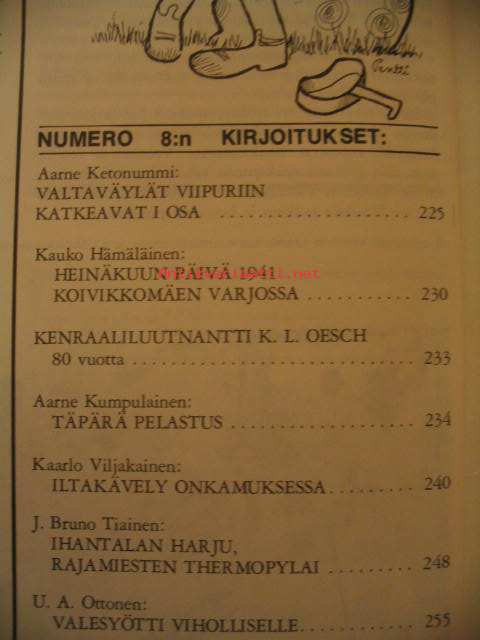 Pentti
NUMERO 8:n KIRJOITUKSET:
Aarne Ketonummi:
VALTAVÄYLÄT VIIPURIIN
KATKEAVAT I OSA .................... 225
Kauko Hämäläinen:
HEINÄKUUN PÄIVÄ 1941
KOIVIKKOMÄEN VARJOSSA ........... 230
KENRAALILUUTNANTTI K. L. OESCH
80 vuotta ............................. 233
Aarne Kumpulainen:
TÄPÄRÄ PELASTUS ................... 234
Kaarlo Viljakainen:
ILTAKÄVELY ONKAMUKSESSA ......... 240
J. Bruno Tiainen:
IHANTALAN HARJU,
RAJAMIESTEN THERMOPYLAI ......... 248
U. A. Ottonen:
VALESYÖTTI VIHOLLISELLE ........... 255